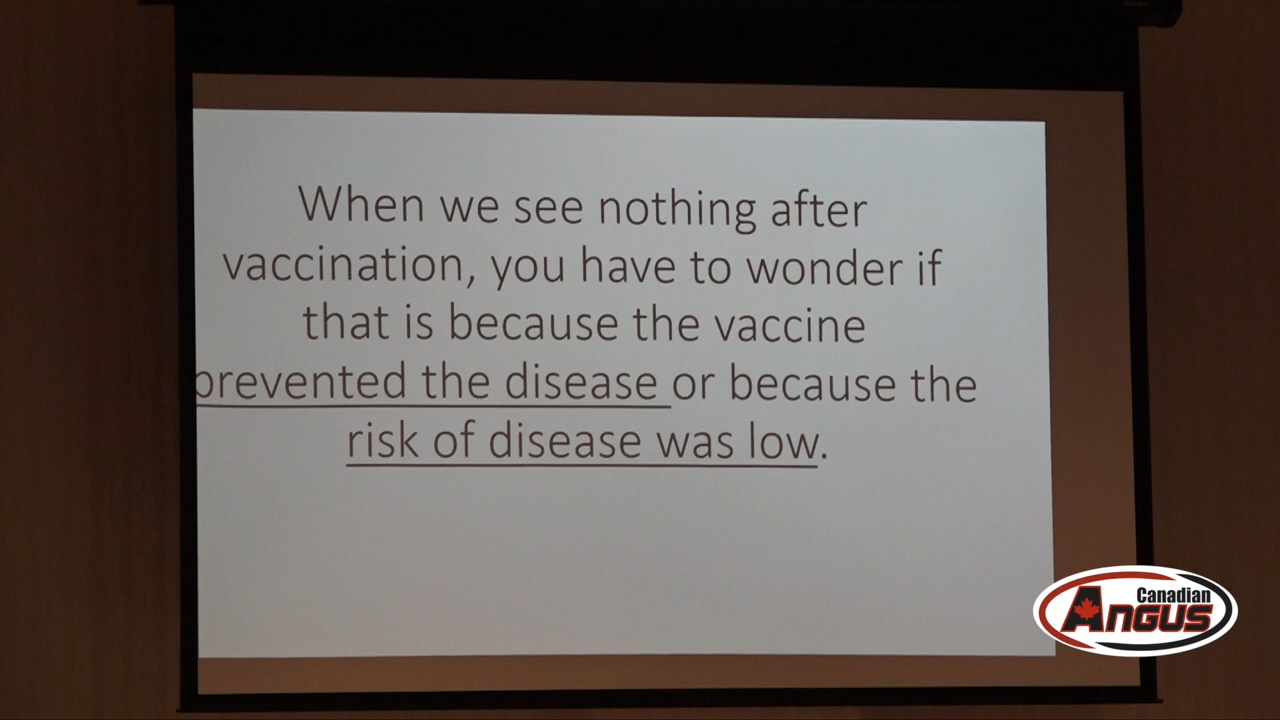 When we see nothing after
vaccination, you have to wonder if
that is because the vaccine
prevented the disease or because the
risk of disease was low.
Canadian
ANGUS